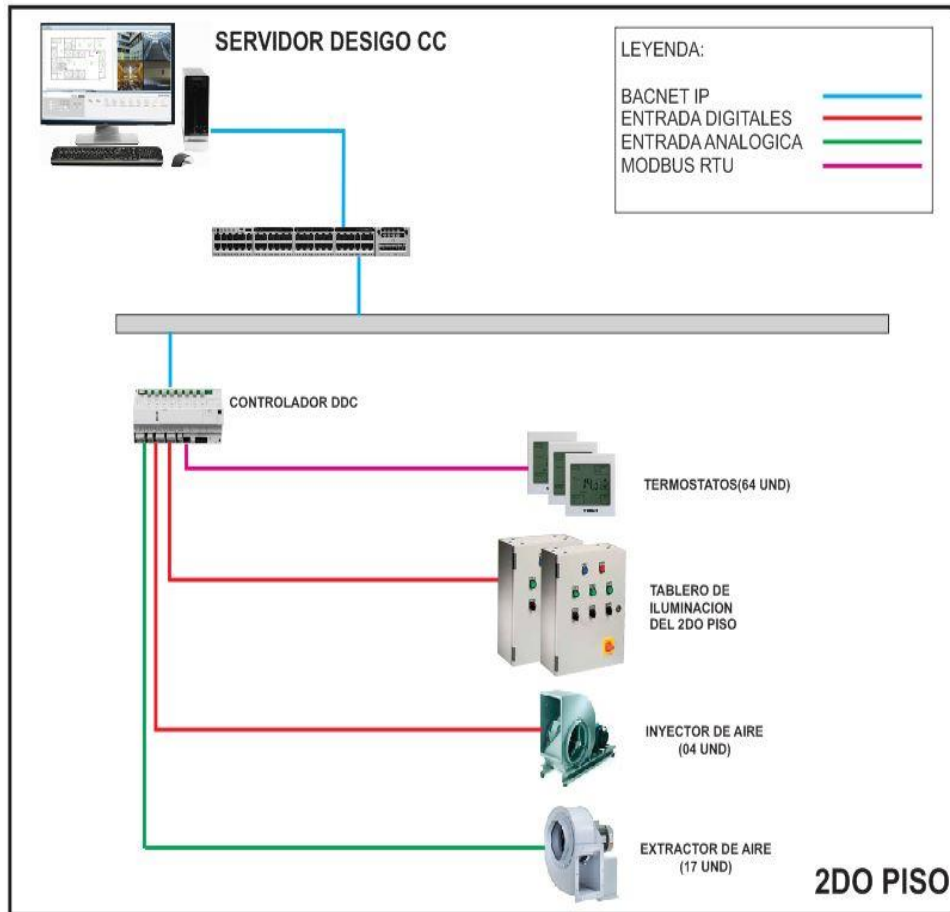 SERVIDOR DESIGO CC
LEYENDA:
BACNET IP
ENTRADA DIGITALES
ENTRADA ANALOGICA
MODBUS RTU
CONTROLADOR DDC
TERMOSTATOS(64 UND)
TABLERO DE
ILUMINACION
DEL 2DO PISO
INYECTOR DE AIRE
(04 UND)
EXTRACTOR DE AIRE
(17 UND)
2DO PISO